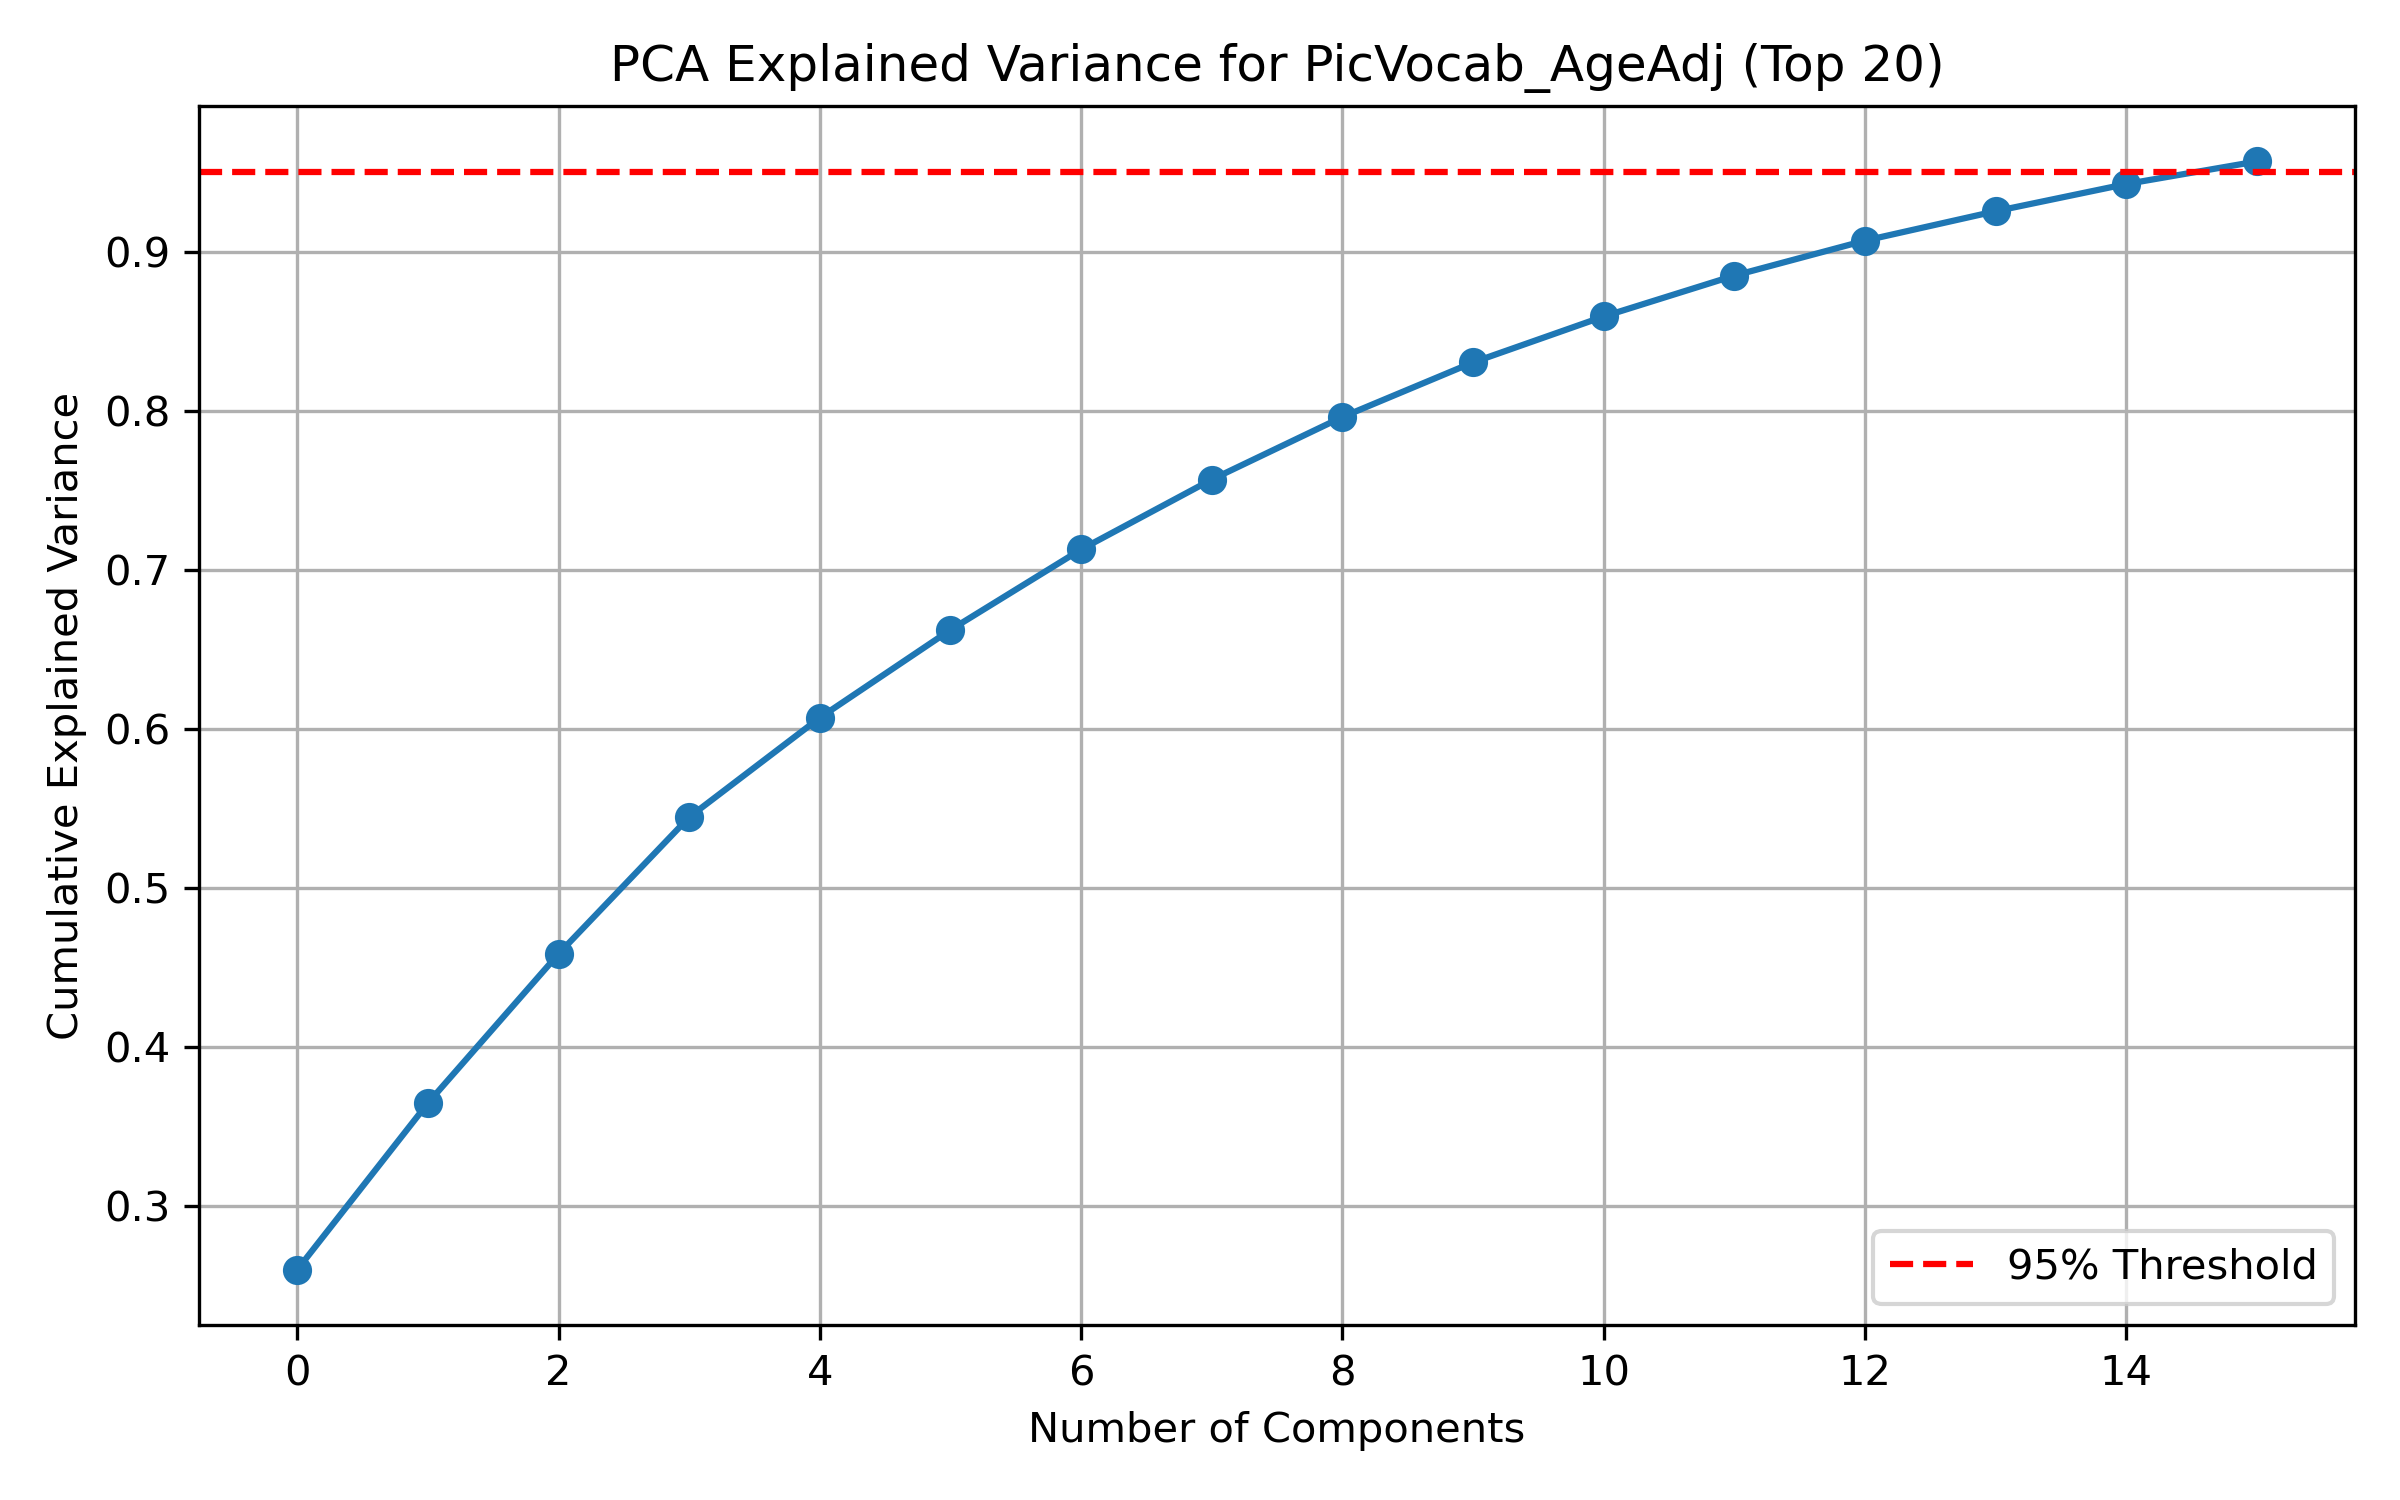 PCA Explained Variance for PicVocab_AgeAdj (Top 20)
Cumulative Explained Variance
0.9
0.8
0.7
0.6
0.5
0.4
0.3
95% Threshold
0 2 4 6 8 10 12 14
Number of Components